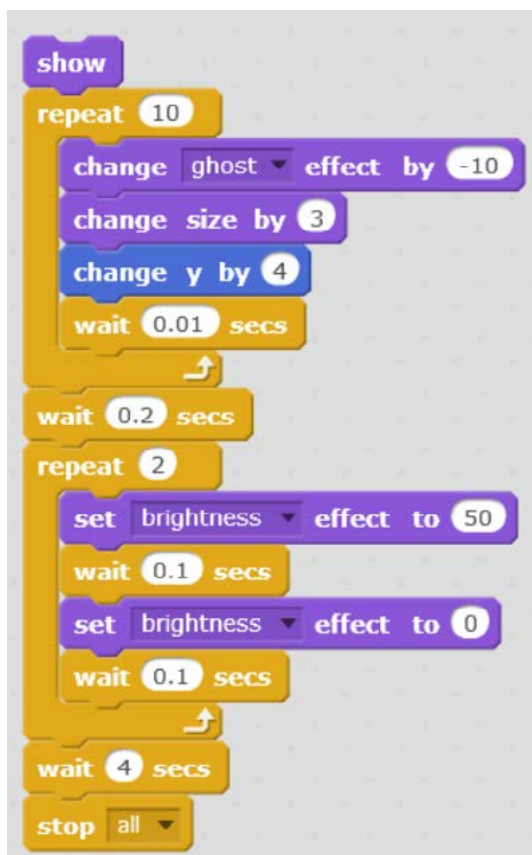 show
repeat 10
change ghost effect by -10
change size by 3
change y by 4
wait 0.01 secs
wait 0.2 secs
repeat 2
set brightness effect to 50
wait 0.1 secs
set brightness effect to 0
wait 0.1 secs
wait 4 secs
stop all